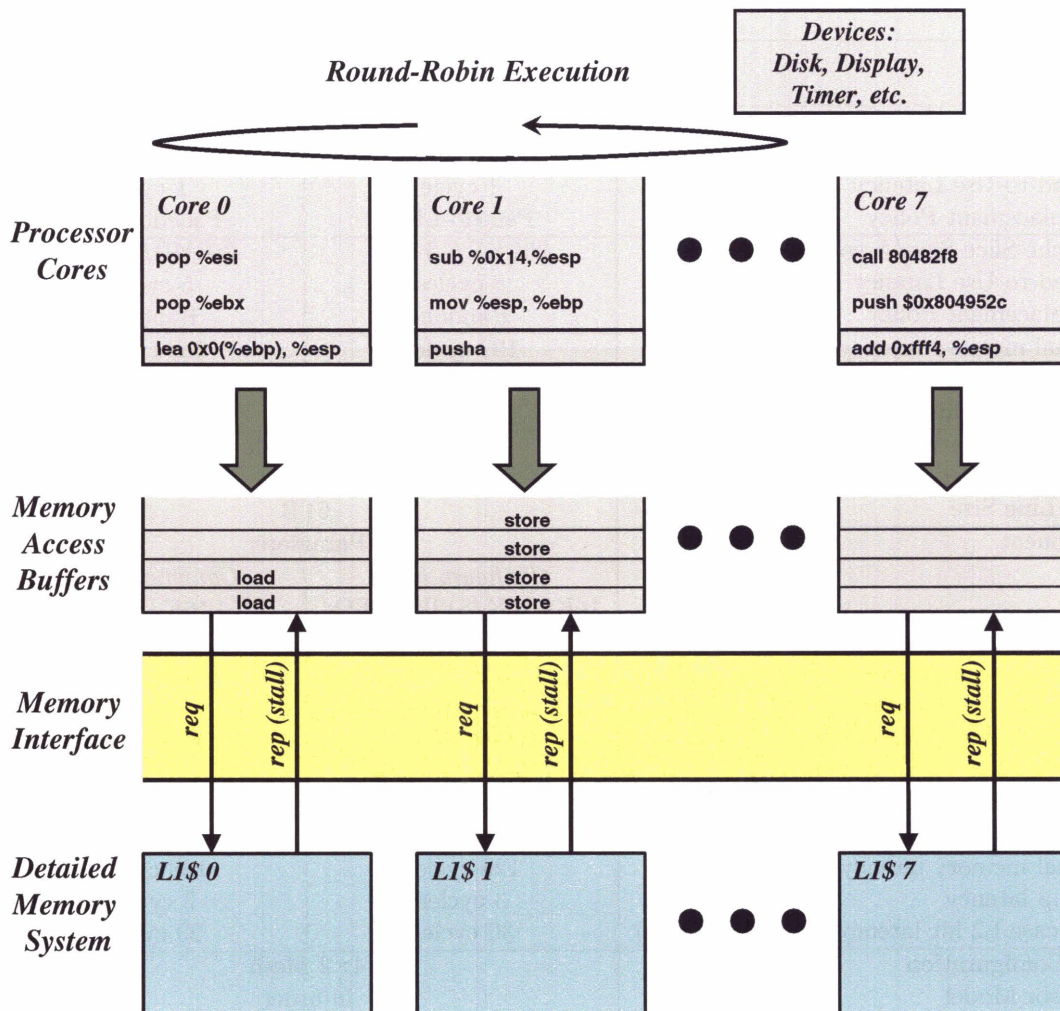 Devices:
Disk, Display,
Timer, etc.
Round-Robin Execution
Processor
Cores
Core 0
pop %esi
pop %ebx
lea 0x0(%ebp), %esp
Core 1
sub %0x14,%esp
mov %esp, %ebp
pusha
Core 7
call 80482f8
push $0x804952c
add 0xfff4, %esp
Memory
Access
Buffers
load
load
store
store
store
store
Memory
Interface
req
rep (stall)
req
rep (stall)
req
rep (stall)
Detailed
Memory
System
L1$ 0
L1$ 1
L1$ 7